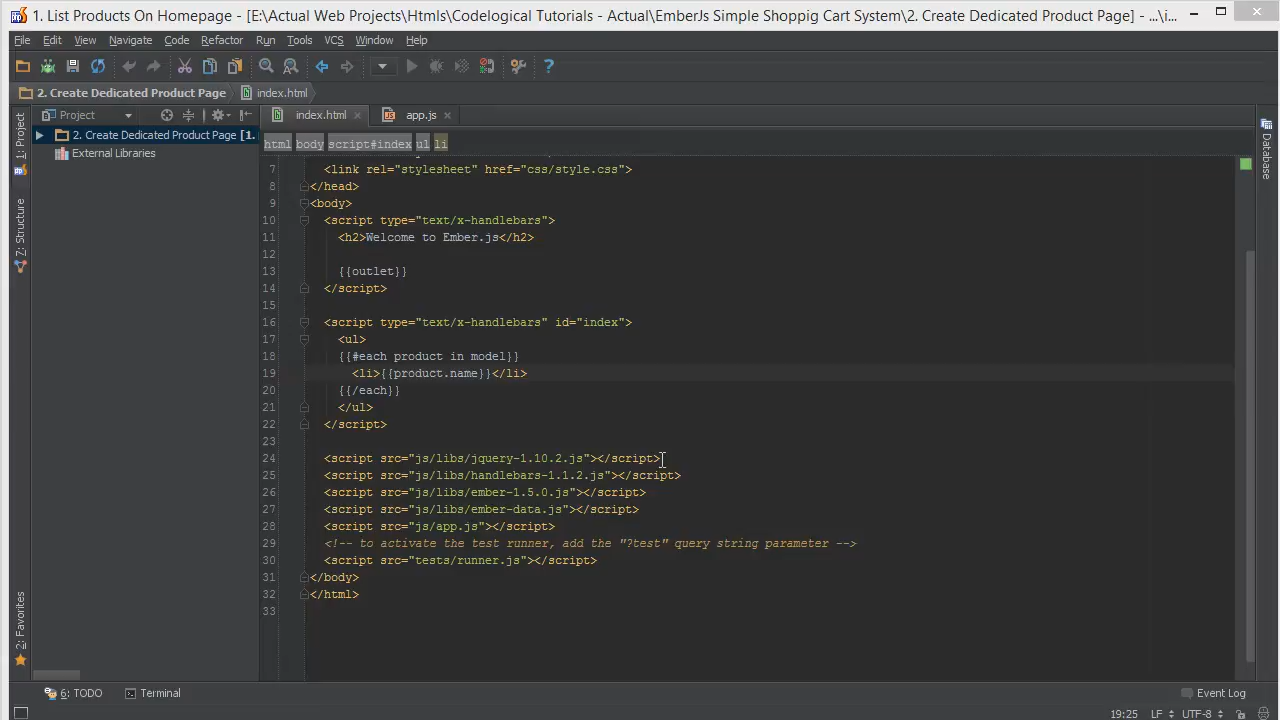 1. List Products On Homepage - [E:\Actual Web Projects\Htmls\Codelogical Tutorials - Actual\EmberJs Simple Shoppig Cart System\2. Create Dedicated Product Page] - ...\i...
File Edit View Navigate Code Refactor Run Tools VCS Window Help
2. Create Dedicated Product Page index.html
Project index.html app.js
1: Project
2. Create Dedicated Product Page [1.
External Libraries
html body script#index ul li
7 <link rel="stylesheet" href="css/style.css">
8 </head>
9 <body>
10 <script type="text/x-handlebars">
11 <h2>Welcome to Ember.js</h2>
12
13 {{outlet}}
14 </script>
15
16 <script type="text/x-handlebars" id="index">
17 <ul>
18 {{#each product in model}}
19 <li>{{product.name}}</li>
20 {{/each}}
21 </ul>
22 </script>
23
24 <script src="js/libs/jquery-1.10.2.js"></script>
25 <script src="js/libs/handlebars-1.1.2.js"></script>
26 <script src="js/libs/ember-1.5.0.js"></script>
27 <script src="js/libs/ember-data.js"></script>
28 <script src="js/app.js"></script>
29 <!-- to activate the test runner, add the "?test" query string parameter -->
30 <script src="tests/runner.js"></script>
31 </body>
32 </html>
33
Z: Structure
2: Favorites
Database
6: TODO Terminal Event Log
19:25 LF UTF-8